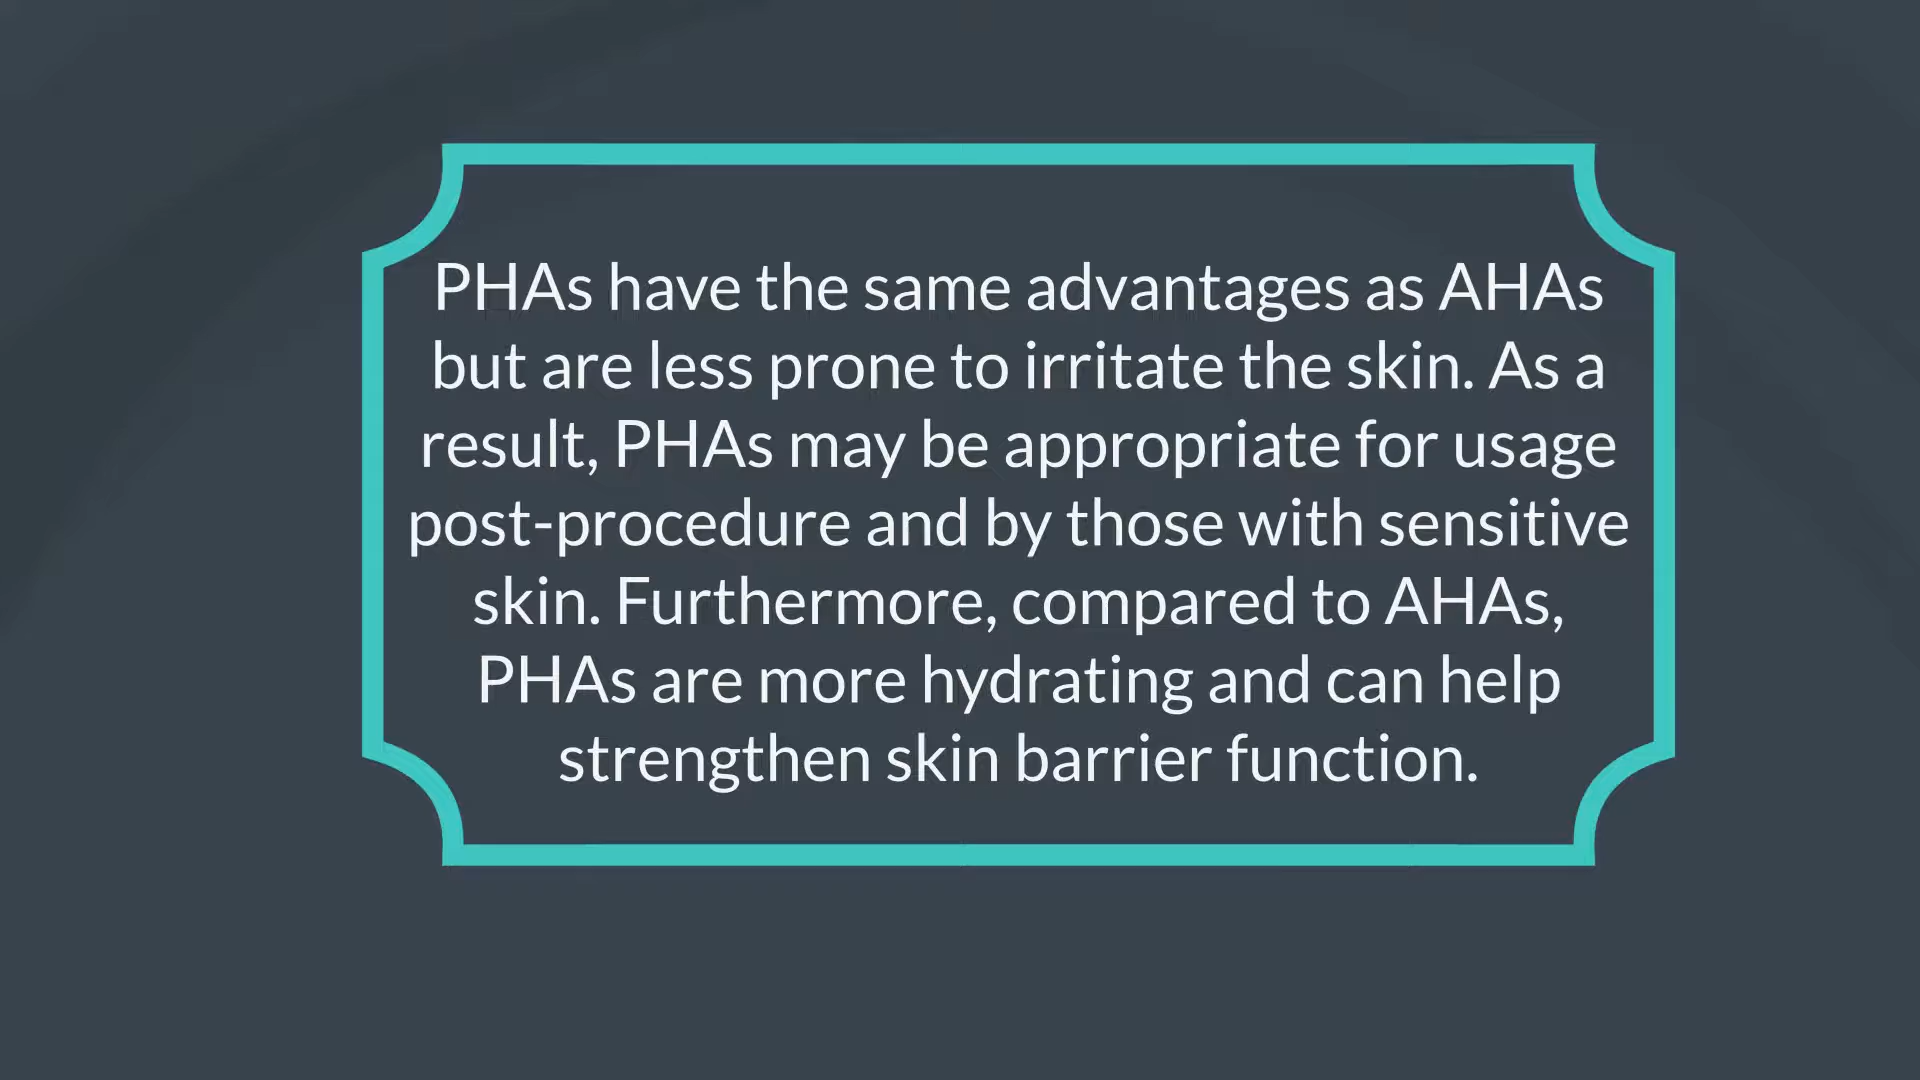 PHAs have the same advantages as AHAs
but are less prone to irritate the skin. As a
result, PHAs may be appropriate for usage
post-procedure and by those with sensitive
skin. Furthermore, compared to AHAs,
PHAs are more hydrating and can help
strengthen skin barrier function.